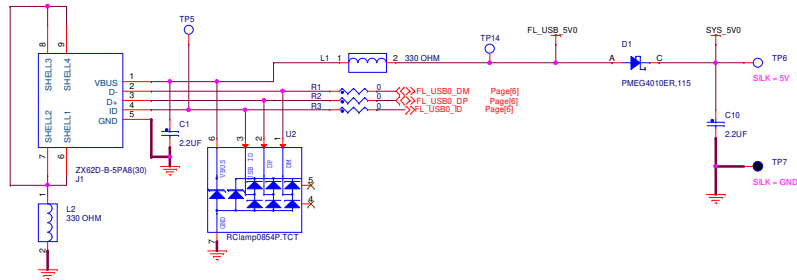 TP5
FL_USB_5V0
SYS_5V0
TP14
L1 1 2 330 OHM
D1
A C
TP6
PMEG4010ER,115
SILK = 5V
8 9
SHELL3 SHELL4
VBUS 1
D- 2
D+ 3
ID 4
GND 5
SHELL2 SHELL1
7 6
R1 0 FL_USB0_DM Page[6]
R2 0 FL_USB0_DP Page[6]
R3 0 FL_USB0_ID Page[6]
C1
2.2UF
U2
6 3 2 1
VBUS USB ID DP DM
5
4
GND
7
RClamp0854P.TCT
ZX62D-B-5PA8(30)
J1
1
L2
330 OHM
2
C10
2.2UF
TP7
SILK = GND